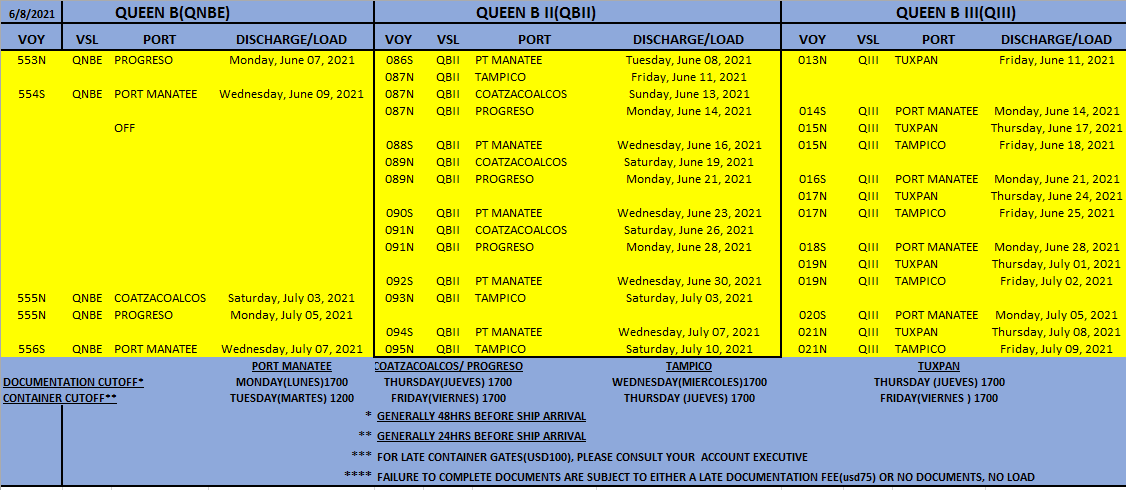 6/8/2021 QUEEN B(QNBE) QUEEN B II(QBII) QUEEN B III(QIII)
VOY VSL PORT DISCHARGE/LOAD VOY VSL PORT DISCHARGE/LOAD VOY VSL PORT DISCHARGE/LOAD
553N QNBE PROGRESO Monday, June 07, 2021 086S QBII PT MANATEE Tuesday, June 08, 2021 013N QIII TUXPAN Friday, June 11, 2021
087N QBII TAMPICO Friday, June 11, 2021
554S QNBE PORT MANATEE Wednesday, June 09, 2021 087N QBII COATZACOALCOS Sunday, June 13, 2021
087N QBII PROGRESO Monday, June 14, 2021 014S QIII PORT MANATEE Monday, June 14, 2021
OFF 015N QIII TUXPAN Thursday, June 17, 2021
088S QBII PT MANATEE Wednesday, June 16, 2021 015N QIII TAMPICO Friday, June 18, 2021
089N QBII COATZACOALCOS Saturday, June 19, 2021
089N QBII PROGRESO Monday, June 21, 2021 016S QIII PORT MANATEE Monday, June 21, 2021
017N QIII TUXPAN Thursday, June 24, 2021
090S QBII PT MANATEE Wednesday, June 23, 2021 017N QIII TAMPICO Friday, June 25, 2021
091N QBII COATZACOALCOS Saturday, June 26, 2021
091N QBII PROGRESO Monday, June 28, 2021 018S QIII PORT MANATEE Monday, June 28, 2021
019N QIII TUXPAN Thursday, July 01, 2021
092S QBII PT MANATEE Wednesday, June 30, 2021 019N QIII TAMPICO Friday, July 02, 2021
555N QNBE COATZACOALCOS Saturday, July 03, 2021 093N QBII TAMPICO Saturday, July 03, 2021
555N QNBE PROGRESO Monday, July 05, 2021 020S QIII PORT MANATEE Monday, July 05, 2021
094S QBII PT MANATEE Wednesday, July 07, 2021 021N QIII TUXPAN Thursday, July 08, 2021
556S QNBE PORT MANATEE Wednesday, July 07, 2021 095N QBII TAMPICO Saturday, July 10, 2021 021N QIII TAMPICO Friday, July 09, 2021
PORT MANATEE COATZACOALCOS/ PROGRESO TAMPICO TUXPAN
DOCUMENTATION CUTOFF* MONDAY(LUNES)1700 THURSDAY(JUEVES) 1700 WEDNESDAY(MIERCOLES)1700 THURSDAY (JUEVES) 1700
CONTAINER CUTOFF** TUESDAY(MARTES) 1200 FRIDAY(VIERNES) 1700 THURSDAY (JUEVES) 1700 FRIDAY(VIERNES ) 1700
* GENERALLY 48HRS BEFORE SHIP ARRIVAL
** GENERALLY 24HRS BEFORE SHIP ARRIVAL
*** FOR LATE CONTAINER GATES(USD100), PLEASE CONSULT YOUR ACCOUNT EXECUTIVE
**** FAILURE TO COMPLETE DOCUMENTS ARE SUBJECT TO EITHER A LATE DOCUMENTATION FEE(usd75) OR NO DOCUMENTS, NO LOAD